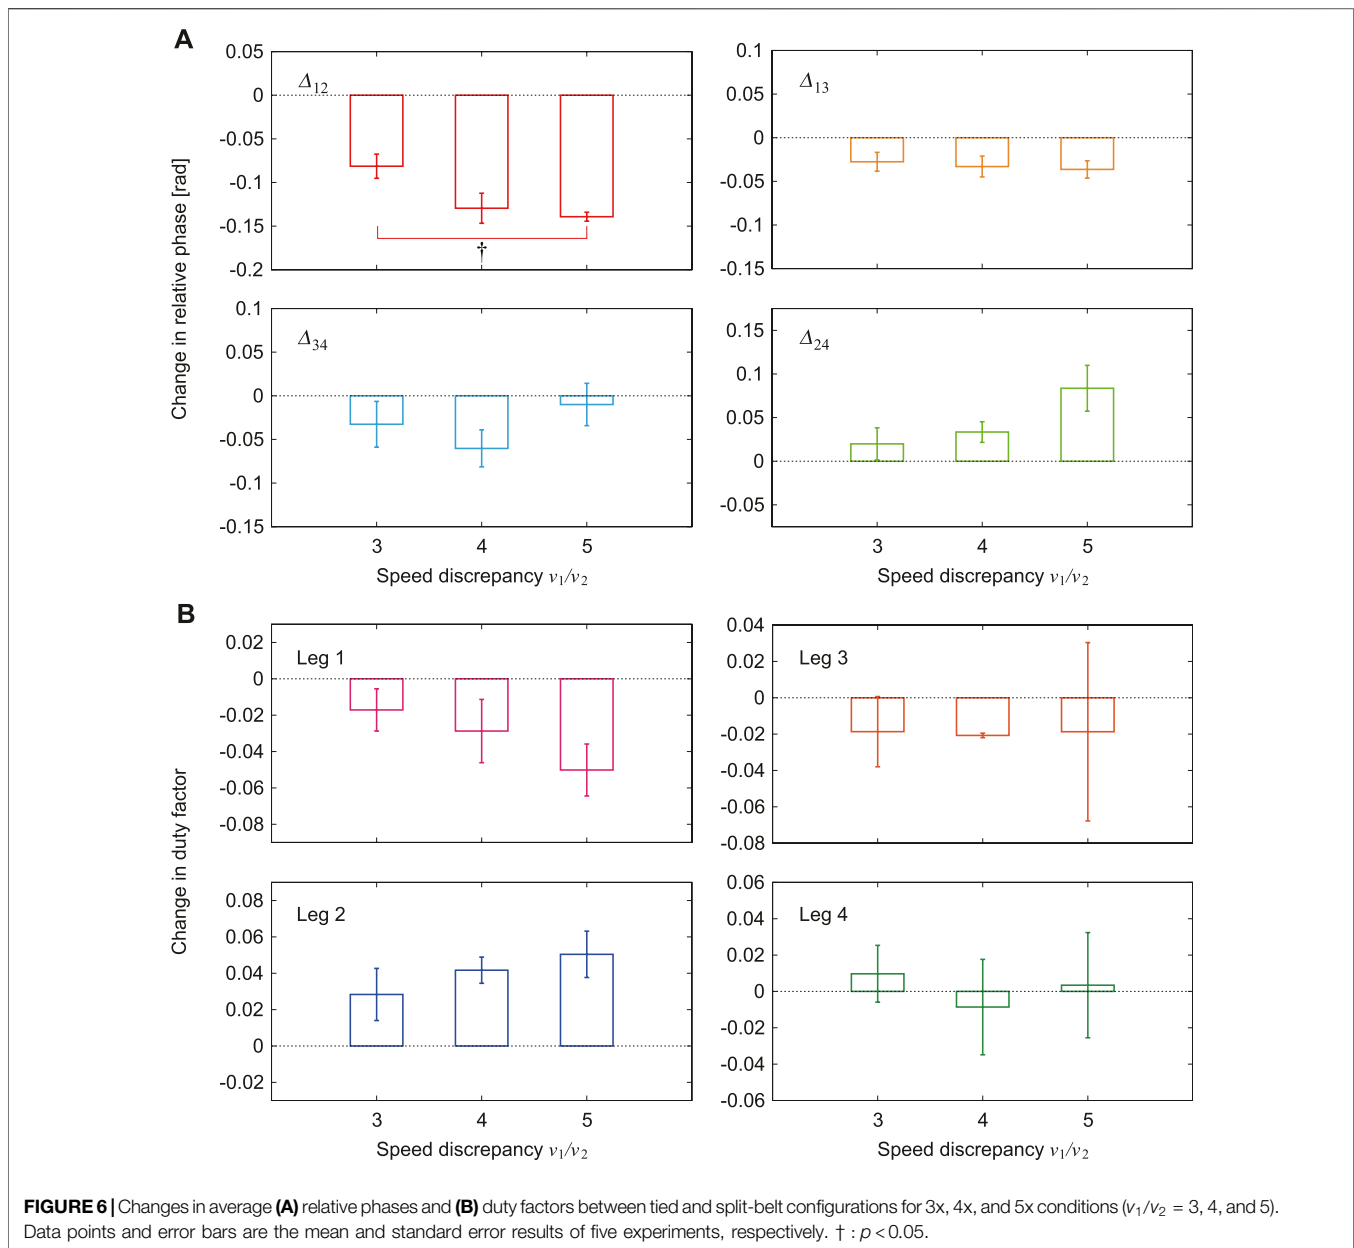 A
0.05
0
-0.05
-0.1
-0.15
-0.2
Δ12
†
0.1
0.05
0
-0.05
-0.1
-0.15
Δ13
Change in relative phase [rad]
0.1
0.05
0
-0.05
-0.1
-0.15
Δ34
3 4 5
Speed discrepancy v1/v2
0.15
0.1
0.05
0
-0.05
Δ24
3 4 5
Speed discrepancy v1/v2
B
0.02
0
-0.02
-0.04
-0.06
-0.08
Leg 1
0.04
0.02
0
-0.02
-0.04
-0.06
-0.08
Leg 3
Change in duty factor
0.08
0.06
0.04
0.02
0
-0.02
Leg 2
3 4 5
Speed discrepancy v1/v2
0.06
0.04
0.02
0
-0.02
-0.04
-0.06
Leg 4
3 4 5
Speed discrepancy v1/v2
FIGURE 6 | Changes in average (A) relative phases and (B) duty factors between tied and split-belt configurations for 3x, 4x, and 5x conditions (v1/v2 = 3, 4, and 5).
Data points and error bars are the mean and standard error results of five experiments, respectively. † : p < 0.05.